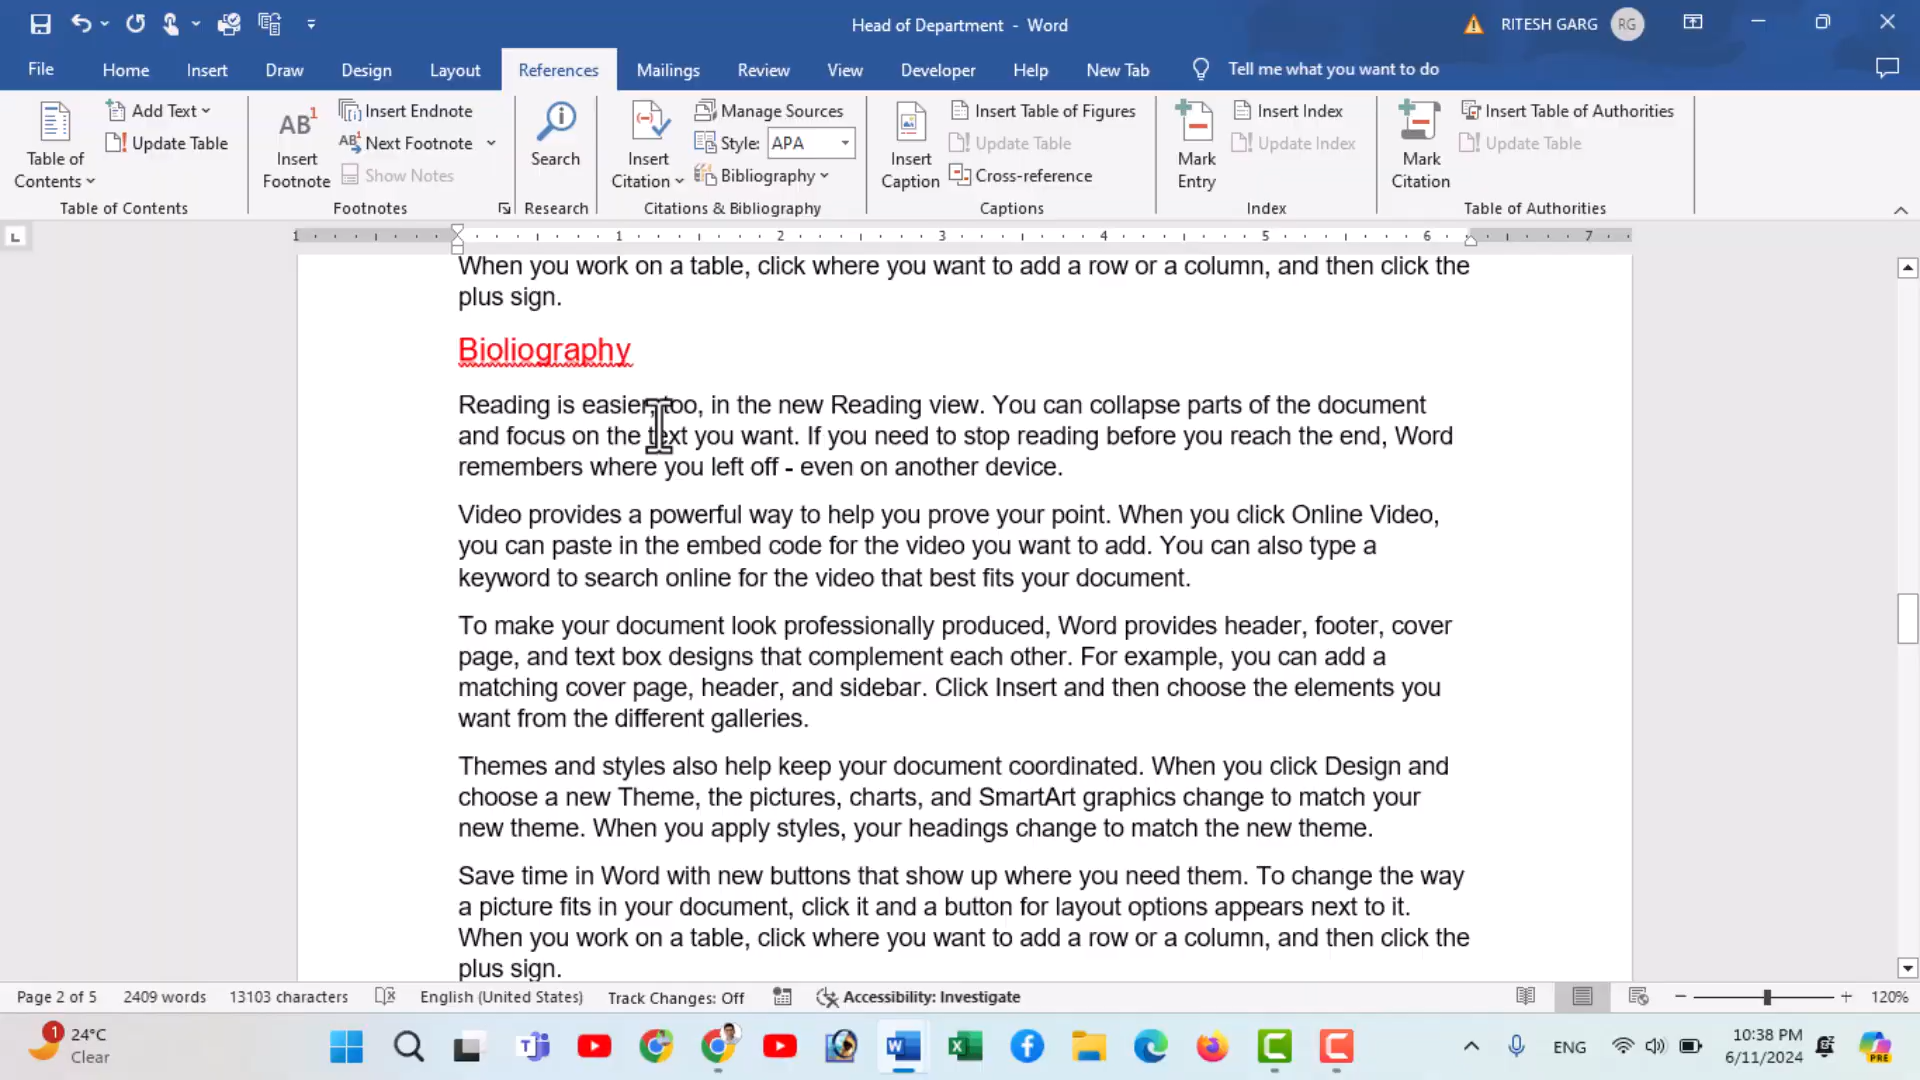 Head of Department - Word
RITESH GARG RG
File Home Insert Draw Design Layout References Mailings Review View Developer Help New Tab Tell me what you want to do
Table of Contents
Add Text
Update Table
Table of Contents
AB1
Insert Footnote
Insert Endnote
Next Footnote
Show Notes
Footnotes
Search
Research
Insert Citation
Manage Sources
Style: APA
Bibliography
Citations & Bibliography
Insert Caption
Insert Table of Figures
Update Table
Cross-reference
Captions
Mark Entry
Insert Index
Update Index
Index
Mark Citation
Insert Table of Authorities
Update Table
Table of Authorities
L
1 1 2 3 4 5 6 7
When you work on a table, click where you want to add a row or a column, and then click the
plus sign.
Bioliography
Reading is easier, too, in the new Reading view. You can collapse parts of the document
and focus on the text you want. If you need to stop reading before you reach the end, Word
remembers where you left off - even on another device.
Video provides a powerful way to help you prove your point. When you click Online Video,
you can paste in the embed code for the video you want to add. You can also type a
keyword to search online for the video that best fits your document.
To make your document look professionally produced, Word provides header, footer, cover
page, and text box designs that complement each other. For example, you can add a
matching cover page, header, and sidebar. Click Insert and then choose the elements you
want from the different galleries.
Themes and styles also help keep your document coordinated. When you click Design and
choose a new Theme, the pictures, charts, and SmartArt graphics change to match your
new theme. When you apply styles, your headings change to match the new theme.
Save time in Word with new buttons that show up where you need them. To change the way
a picture fits in your document, click it and a button for layout options appears next to it.
When you work on a table, click where you want to add a row or a column, and then click the
plus sign.
Page 2 of 5 2409 words 13103 characters English (United States) Track Changes: Off Accessibility: Investigate 120%
1 24°C
Clear
ENG
10:38 PM
6/11/2024
PRE